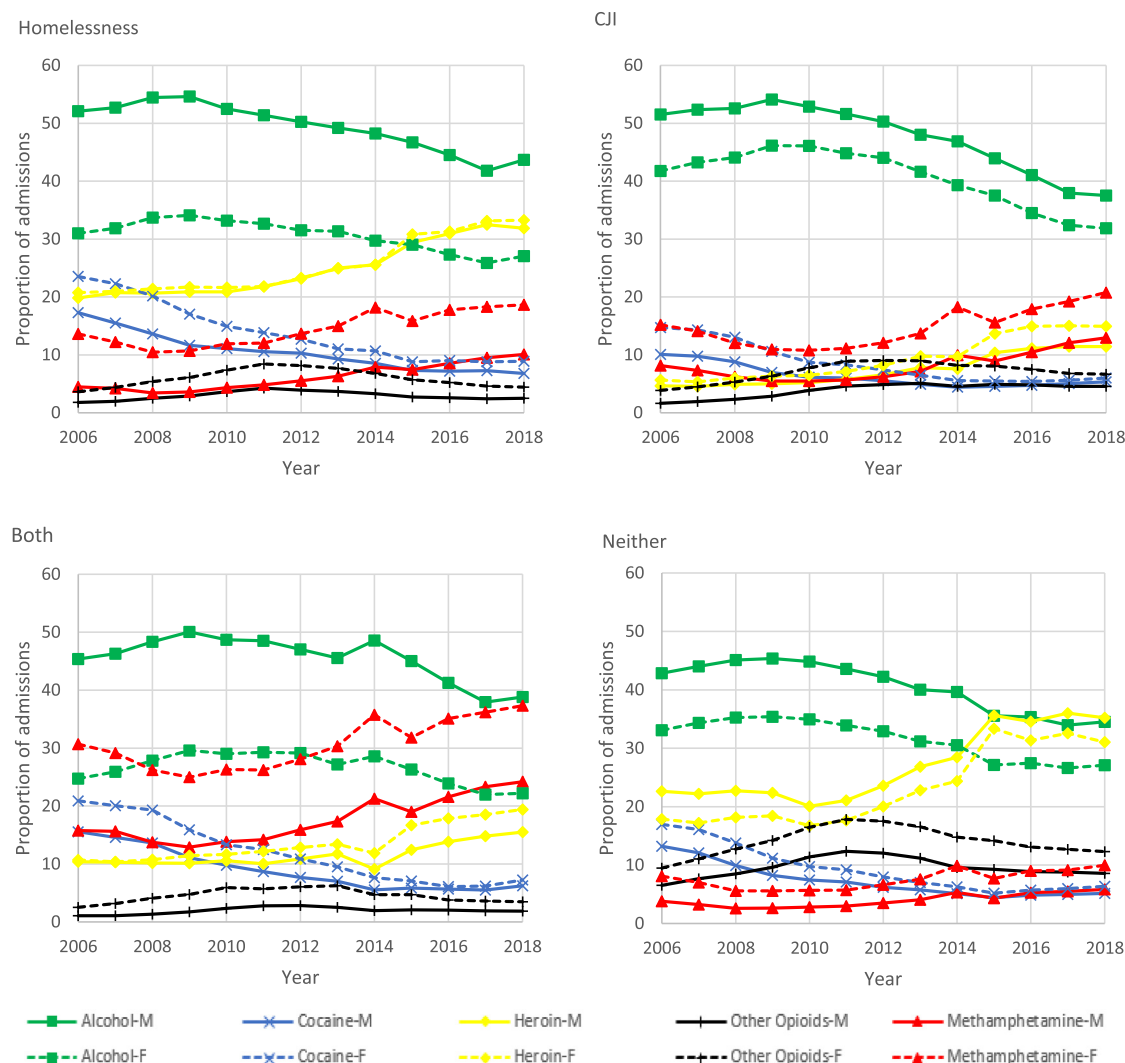 Homelessness
CJI
Proportion of admissions
60
50
40
30
20
10
0
2006 2008 2010 2012 2014 2016 2018
Year
Proportion of admissions
60
50
40
30
20
10
0
2006 2008 2010 2012 2014 2016 2018
Year
Both
Neither
Proportion of admissions
60
50
40
30
20
10
0
2006 2008 2010 2012 2014 2016 2018
Year
Proportion of admissions
60
50
40
30
20
10
0
2006 2008 2010 2012 2014 2016 2018
Year
Alcohol-M Cocaine-M Heroin-M Other Opioids-M Methamphetamine-M
Alcohol-F Cocaine-F Heroin-F Other Opioids-F Methamphetamine-F